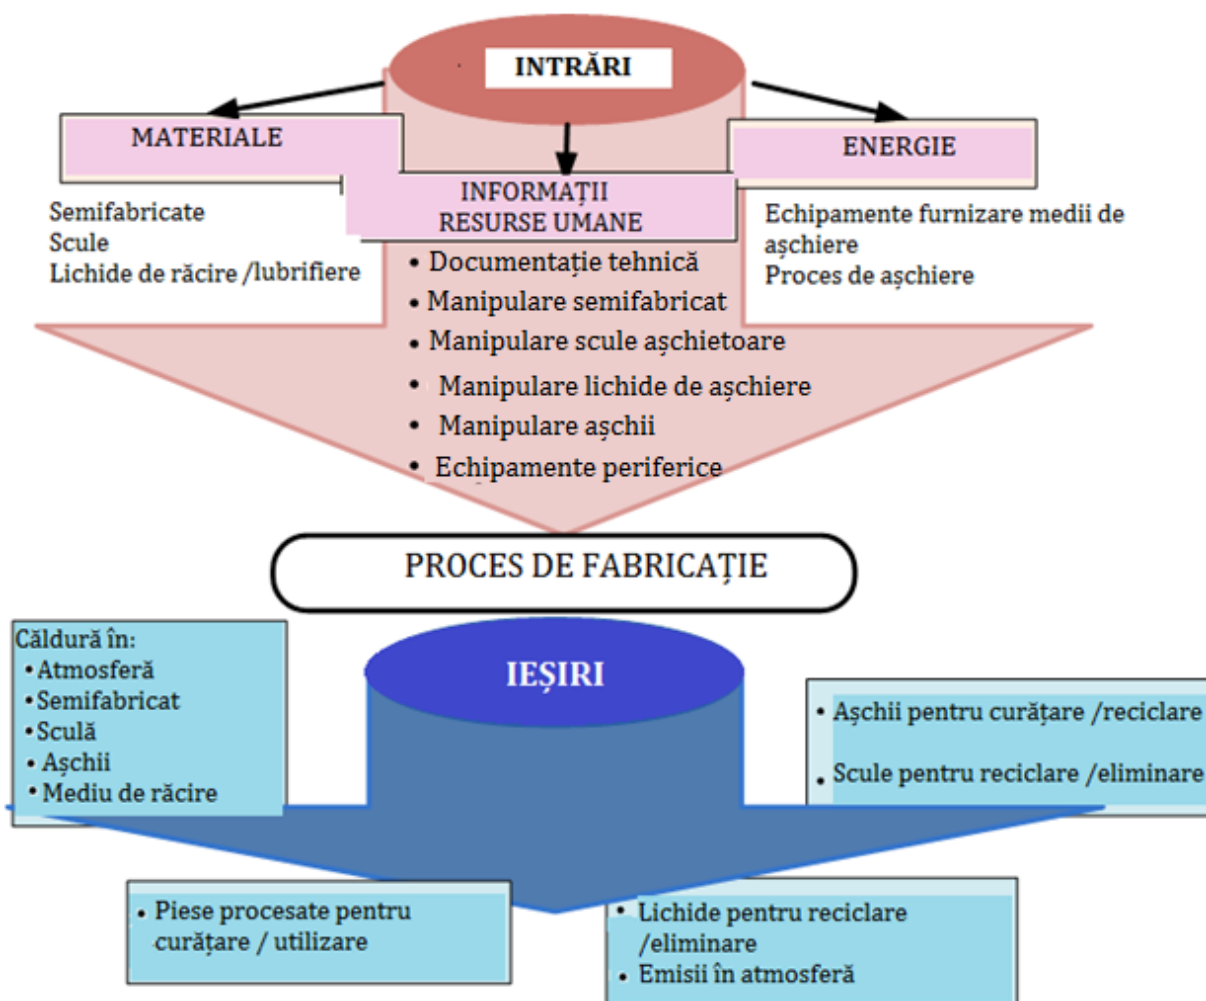 INTRĂRI
MATERIALE
ENERGIE
INFORMAȚII
RESURSE UMANE
Semifabricate
Scule
Lichide de răcire /lubrifiere
Echipamente furnizare medii de
așchiere
Proces de așchiere
• Documentație tehnică
• Manipulare semifabricat
• Manipulare scule așchietoare
• Manipulare lichide de așchiere
• Manipulare așchii
• Echipamente periferice
PROCES DE FABRICAȚIE
IEȘIRI
Căldură în:
• Atmosferă
• Semifabricat
• Sculă
• Așchii
• Mediu de răcire
• Așchii pentru curățare /reciclare
• Scule pentru reciclare /eliminare
• Piese procesate pentru
curățare / utilizare
• Lichide pentru reciclare
/eliminare
• Emisii în atmosferă